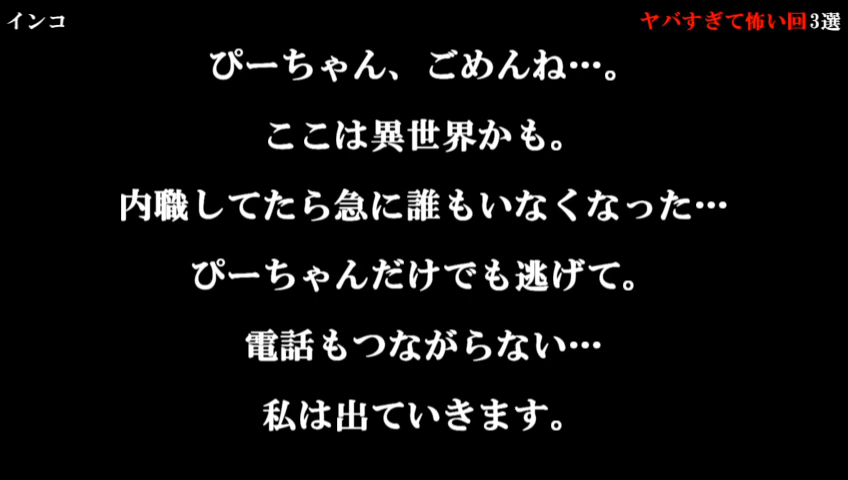 インコ
ヤバすぎて怖い回3選
ぴーちゃん、ごめんね…。
ここは異世界かも。
内職してたら急に誰もいなくなった…
ぴーちゃんだけでも逃げて。
電話もつながらない…
私は出ていきます。